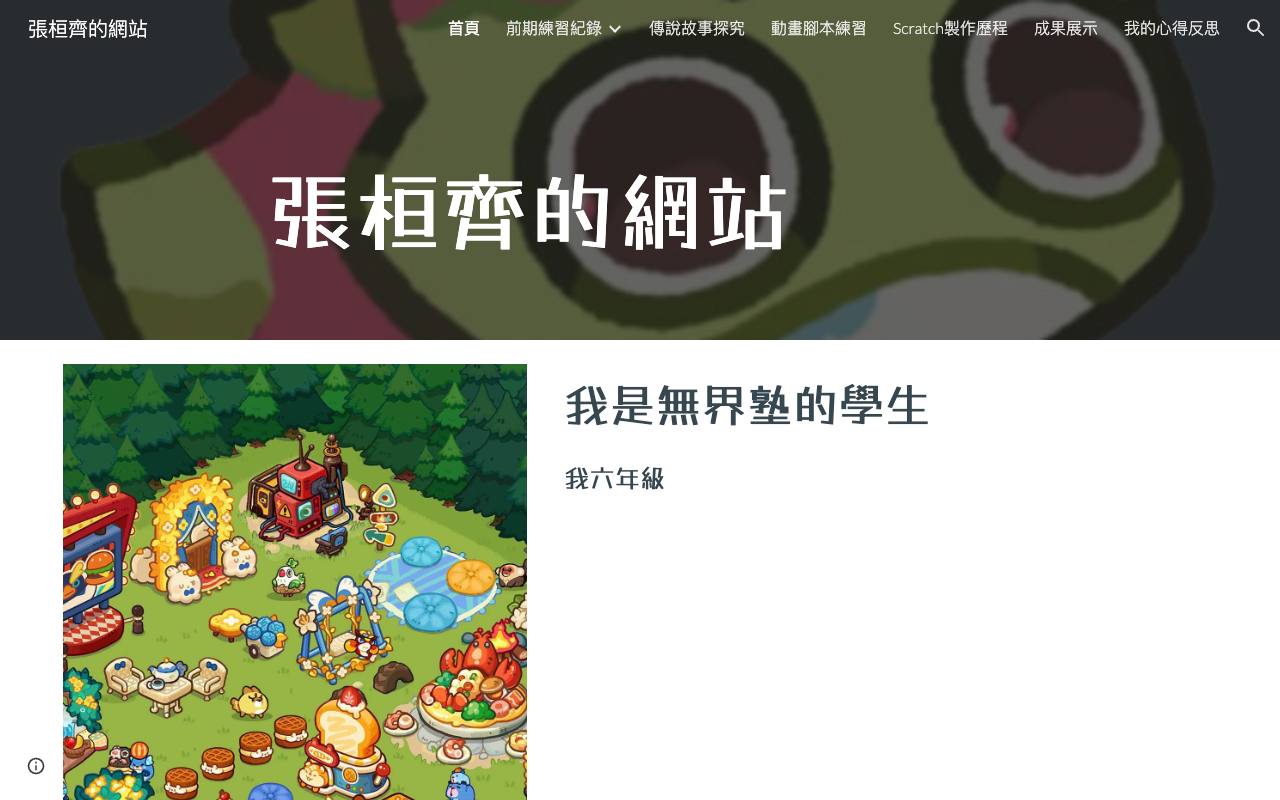 張桓齊的網站
首頁
前期練習紀錄
傳說故事探究
動畫腳本練習
Scratch製作歷程
成果展示
我的心得反思
張桓齊的網站
我是無界塾的學生
我六年級